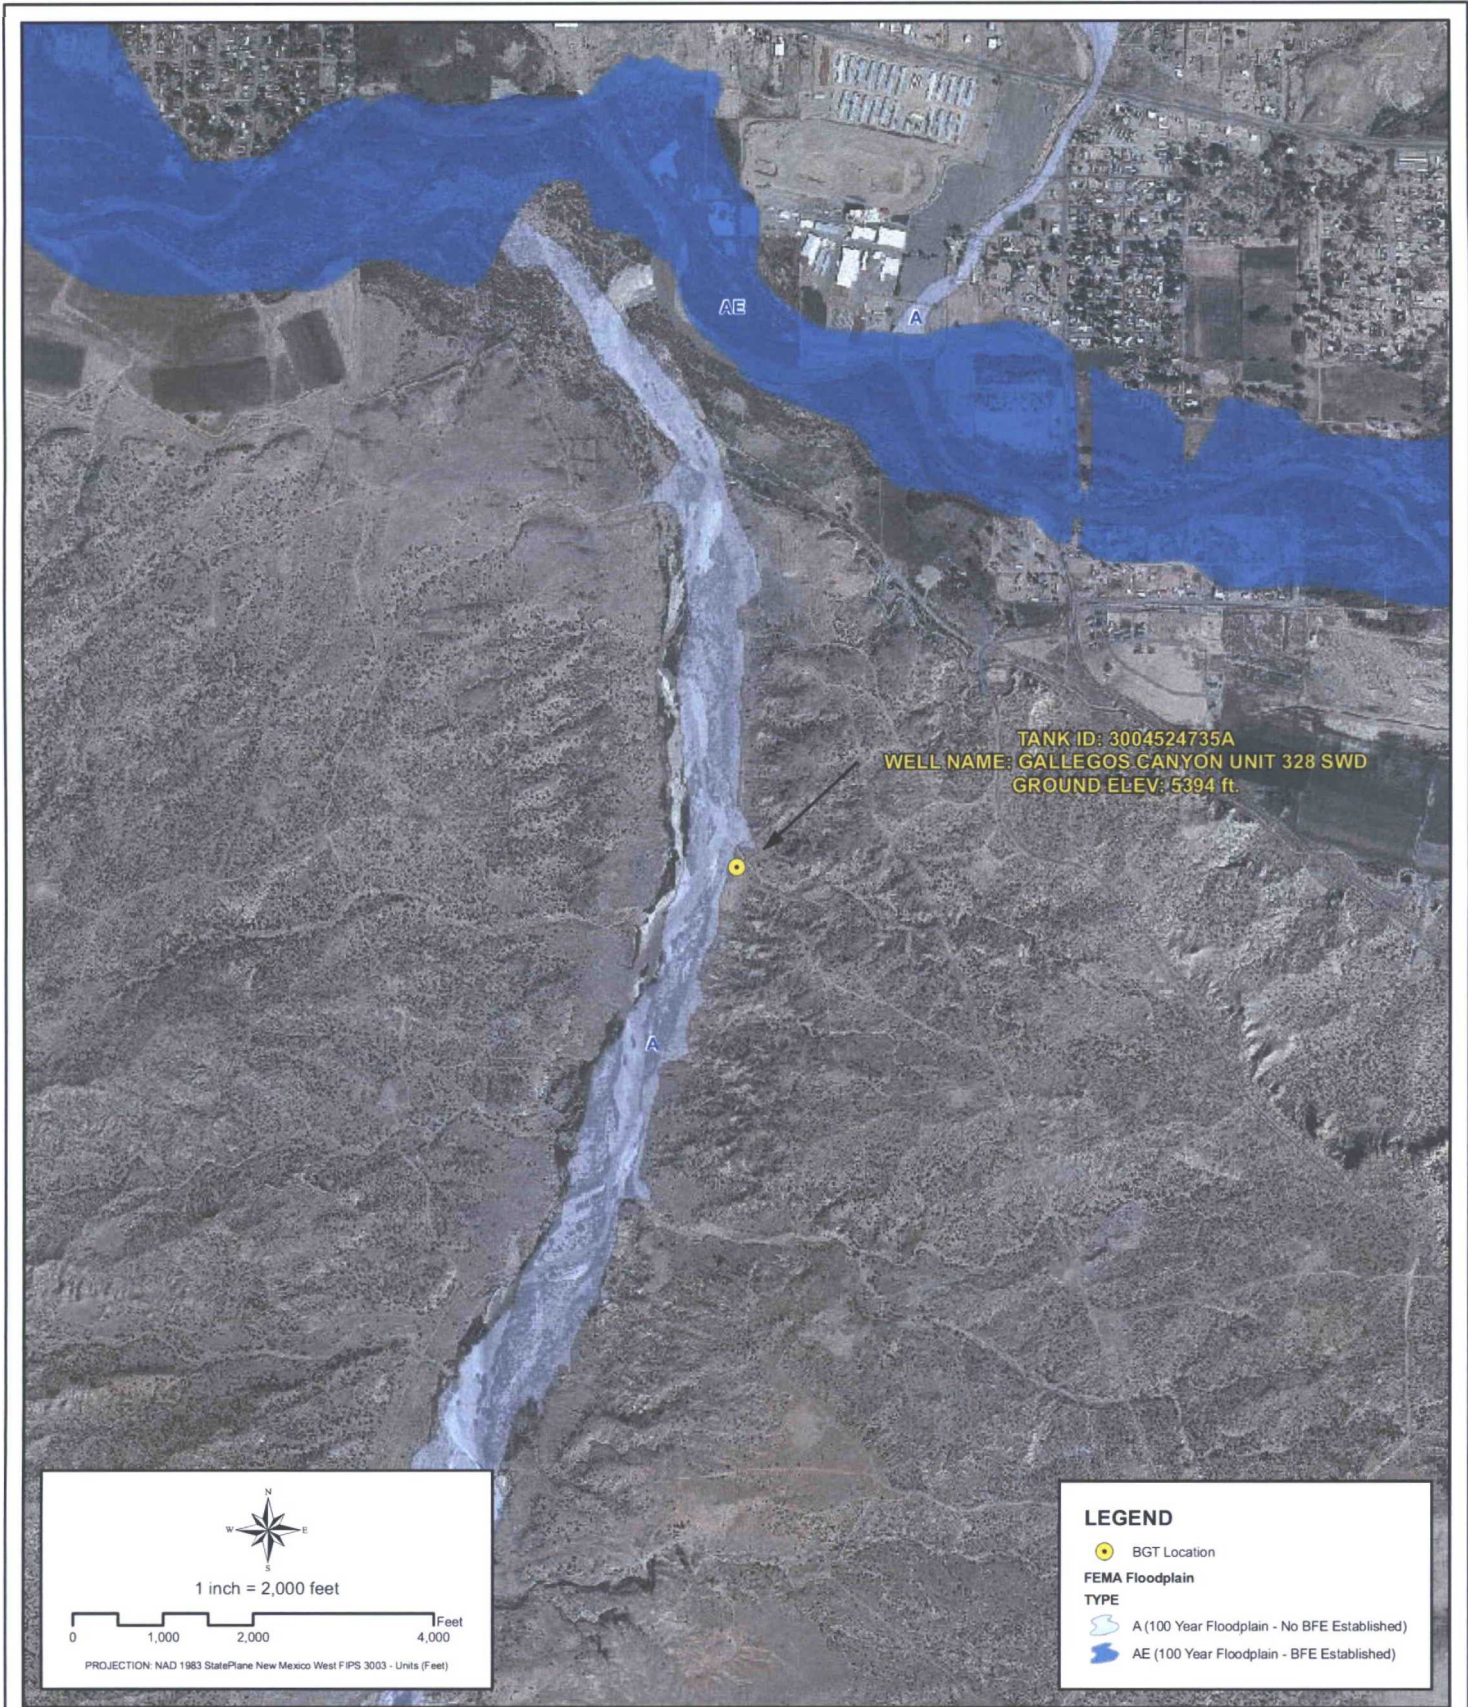 AE
A
TANK ID: 3004524735A
WELL NAME: GALLEGOS CANYON UNIT 328 SWD
GROUND ELEV: 5394 ft.
A
N
W E
S
1 inch = 2,000 feet
Feet
0 1,000 2,000 4,000
PROJECTION: NAD 1983 StatePlane New Mexico West FIPS 3003 - Units (Feet)
LEGEND
BGT Location
FEMA Floodplain
TYPE
A (100 Year Floodplain - No BFE Established)
AE (100 Year Floodplain - BFE Established)